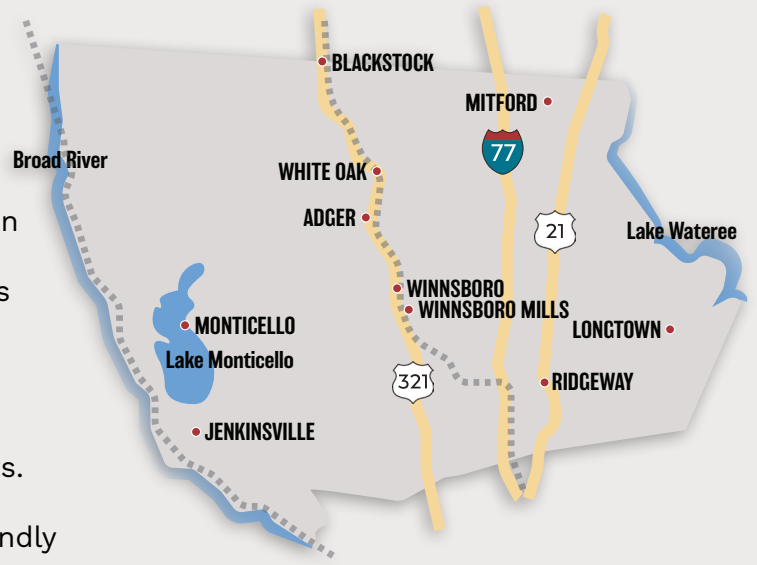 BLACKSTOCK
MITFORD
77
Broad River
WHITE OAK
ADGER
n
21
Lake Wateree
s
WINNSBORO
WINNSBORO MILLS
MONTICELLO
LONGTOWN
Lake Monticello
321
RIDGEWAY
JENKINSVILLE
s.
ndly